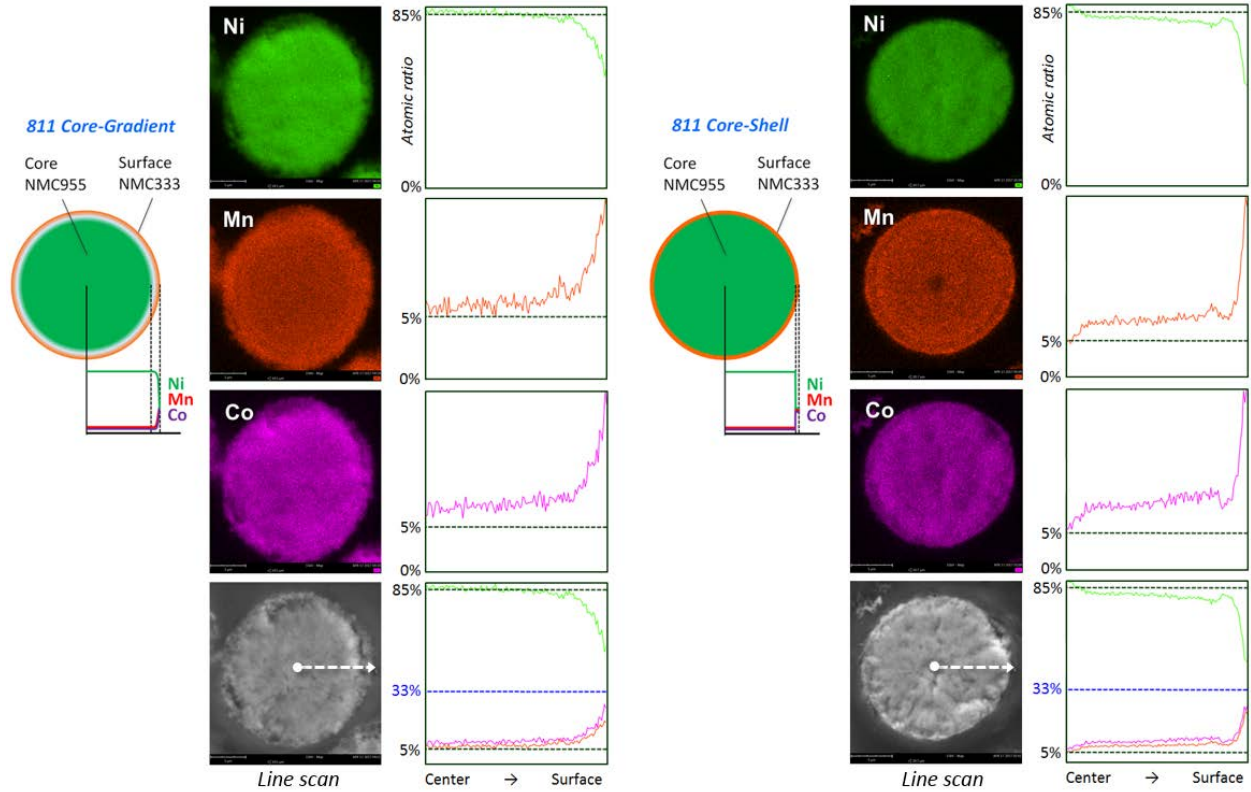 811 Core-Gradient
Core
NMC955
Surface
NMC333
Ni
Mn
Co
Ni
Mn
Co
Line scan
85%
Atomic ratio
0%
5%
0%
5%
0%
85%
33%
5%
Center → Surface
811 Core-Shell
Core
NMC955
Surface
NMC333
Ni
Mn
Co
Ni
Mn
Co
Line scan
85%
Atomic ratio
0%
5%
0%
5%
0%
85%
33%
5%
Center → Surface